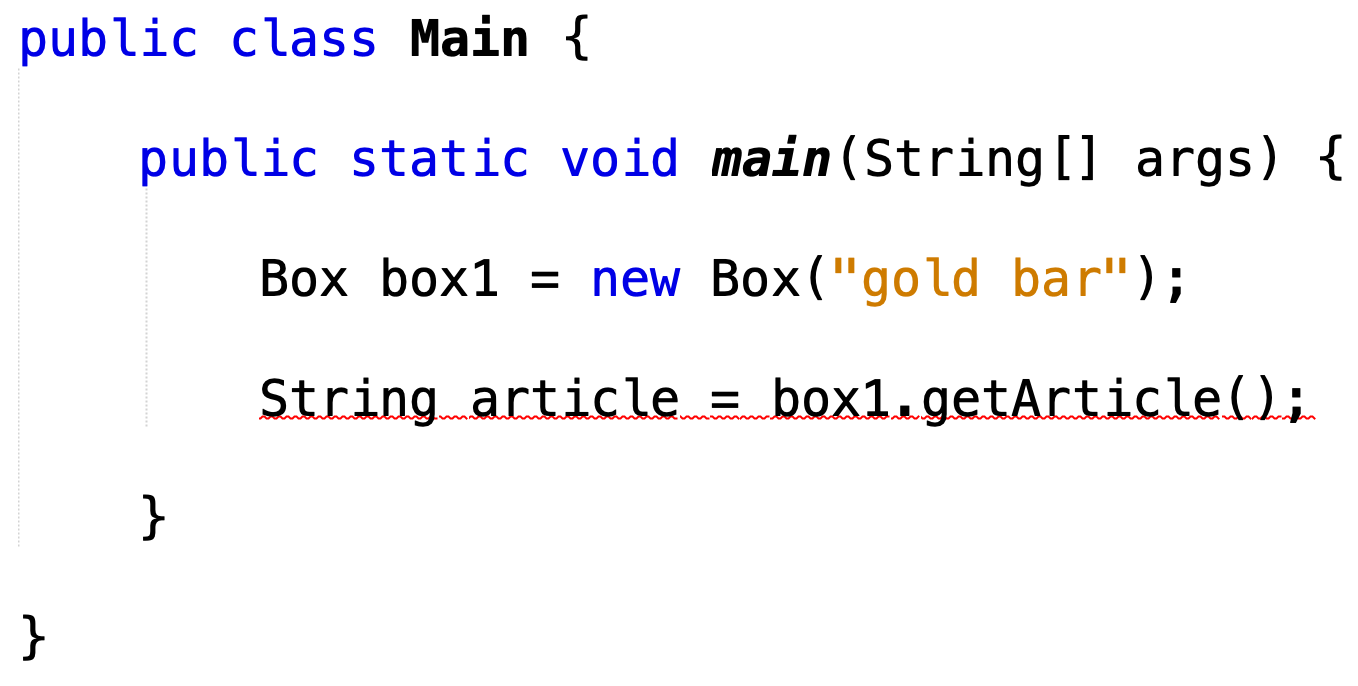 public class Main {
public static void main(String[] args) {
Box box1 = new Box("gold bar");
String article = box1.getArticle();
}
}